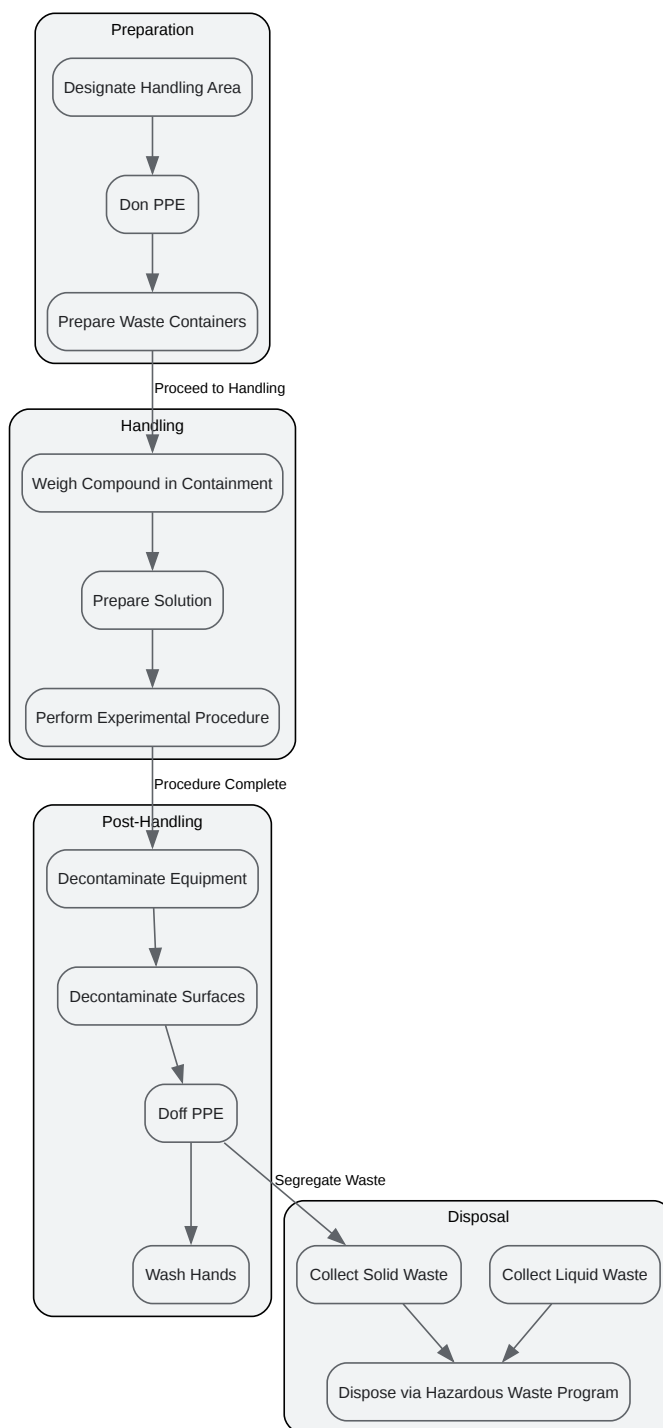 Preparation
Designate Handling Area
Don PPE
Prepare Waste Containers
Proceed to Handling
Handling
Weigh Compound in Containment
Prepare Solution
Perform Experimental Procedure
Procedure Complete
Post-Handling
Decontaminate Equipment
Decontaminate Surfaces
Doff PPE
Segregate Waste
Disposal
Wash Hands
Collect Solid Waste
Collect Liquid Waste
Dispose via Hazardous Waste Program